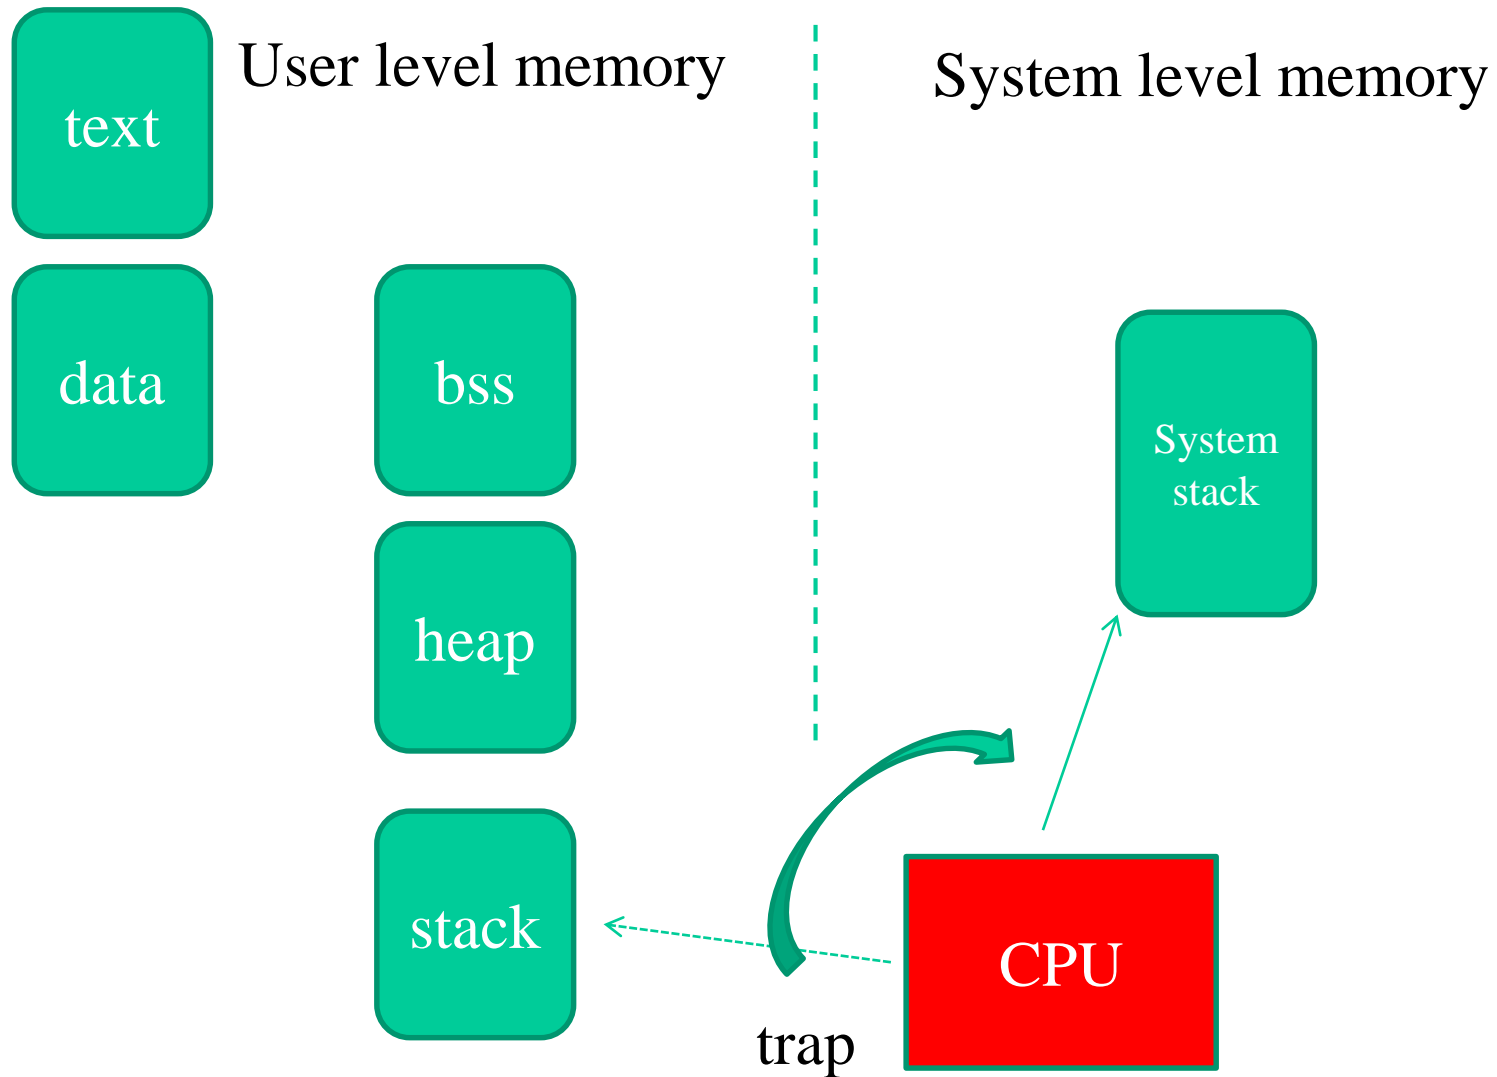 User level memory
System level memory
text
data
bss
System
stack
heap
stack
CPU
trap